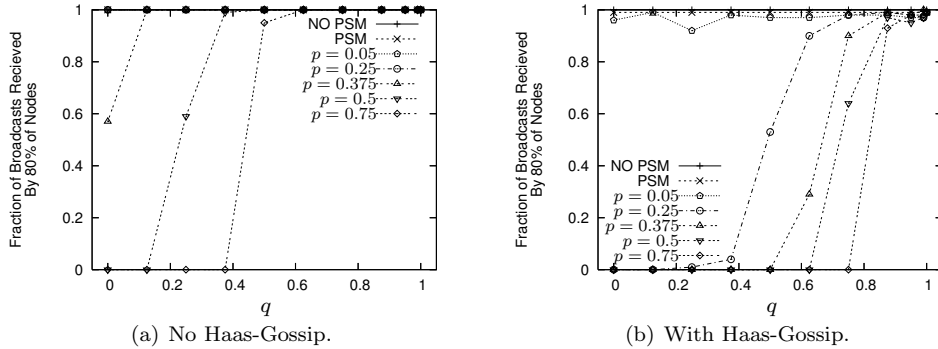 Fraction of Broadcasts Recieved
By 80% of Nodes
1
0.8
0.6
0.4
0.2
0
0 0.2 0.4 0.6 0.8 1
q
NO PSM
PSM
p = 0.05
p = 0.25
p = 0.375
p = 0.5
p = 0.75
(a) No Haas-Gossip.
Fraction of Broadcasts Recieved
By 80% of Nodes
1
0.8
0.6
0.4
0.2
0
0 0.2 0.4 0.6 0.8 1
q
NO PSM
PSM
p = 0.05
p = 0.25
p = 0.375
p = 0.5
p = 0.75
(b) With Haas-Gossip.